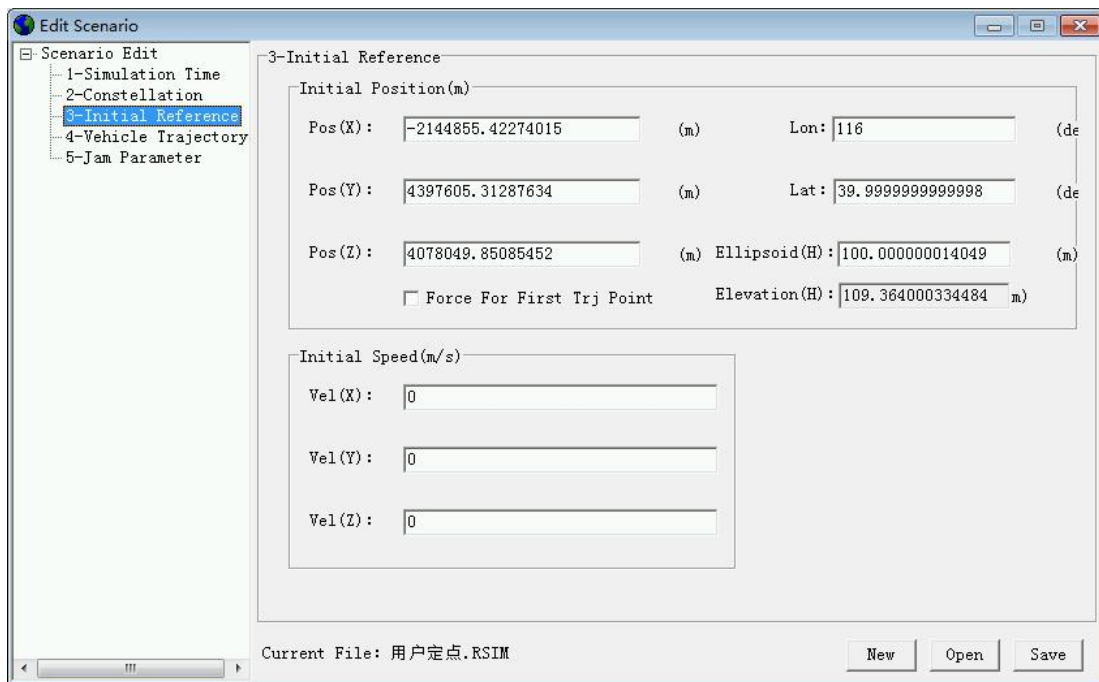 Edit Scenario
Scenario Edit
1-Simulation Time
2-Constellation
3-Initial Reference
4-Vehicle Trajectory
5-Jam Parameter
3-Initial Reference
Initial Position(m)
Pos(X): -2144855.42274015 (m) Lon: 116 (de
Pos(Y): 4397605.31287634 (m) Lat: 39.9999999999998 (de
Pos(Z): 4078049.85085452 (m) Ellipsoid(H): 100.000000014049 (m)
Force For First Trj Point Elevation(H): 109.364000334484 m)
Initial Speed(m/s)
Vel(X): 0
Vel(Y): 0
Vel(Z): 0
Current File: 用户定点.RSIM New Open Save